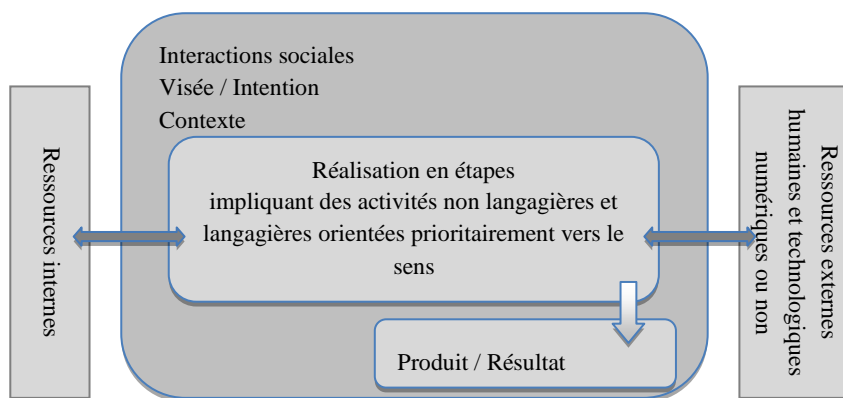 Interactions sociales
Visée / Intention
Contexte
Ressources internes
Réalisation en étapes
impliquant des activités non langagières et
langagières orientées prioritairement vers le
sens
Produit / Résultat
Ressources externes
humaines et technologiques
numériques ou non